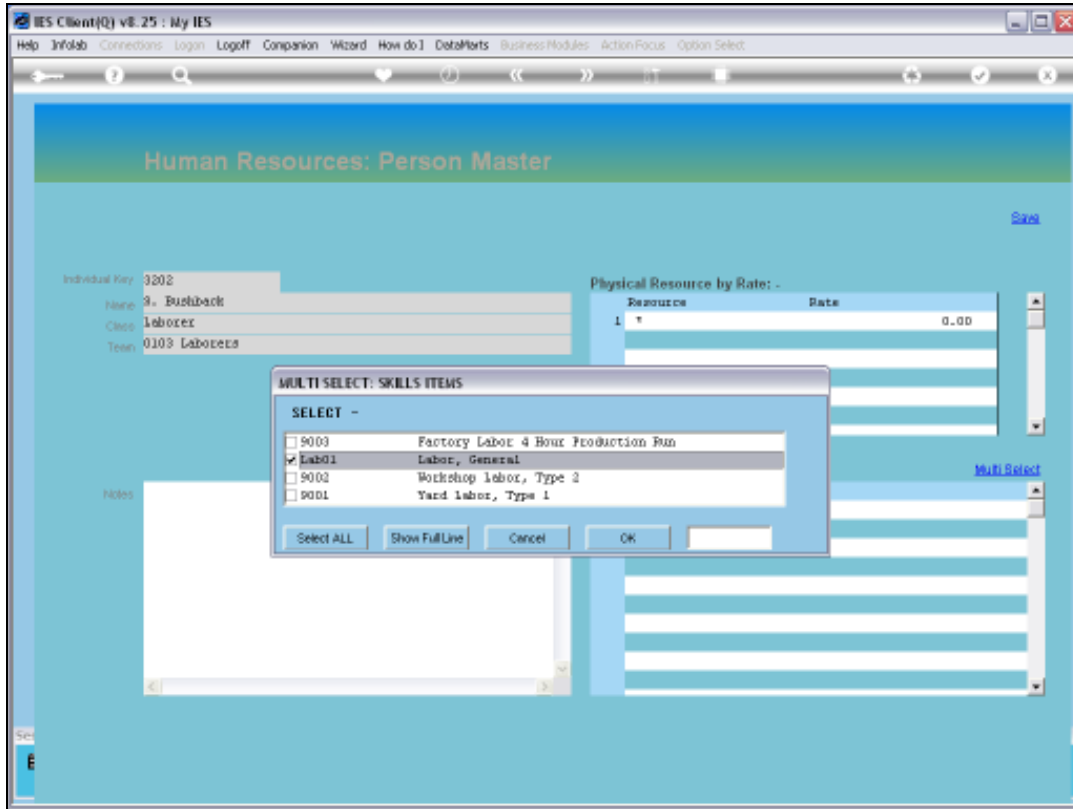 IES Client(Q) v8.25 : My IES
Help Infolab Connections Logon Logoff Companion Wizard How do I DataMarts Business Modules Action Focus Option Select
Human Resources: Person Master
Save
Individual Key 3202
Name S. Bushback
Class Laborer
Team 0103 Laborers
Physical Resource by Rate: -
Resource Rate
1 * 0.00
MULTI SELECT: SKILLS ITEMS
SELECT -
9003 Factory Labor 4 Hour Production Run
Lab01 Labor, General
9002 Workshop labor, Type 2
9001 Yard labor, Type 1
Select ALL Show Full Line Cancel OK
Multi Select
Notes